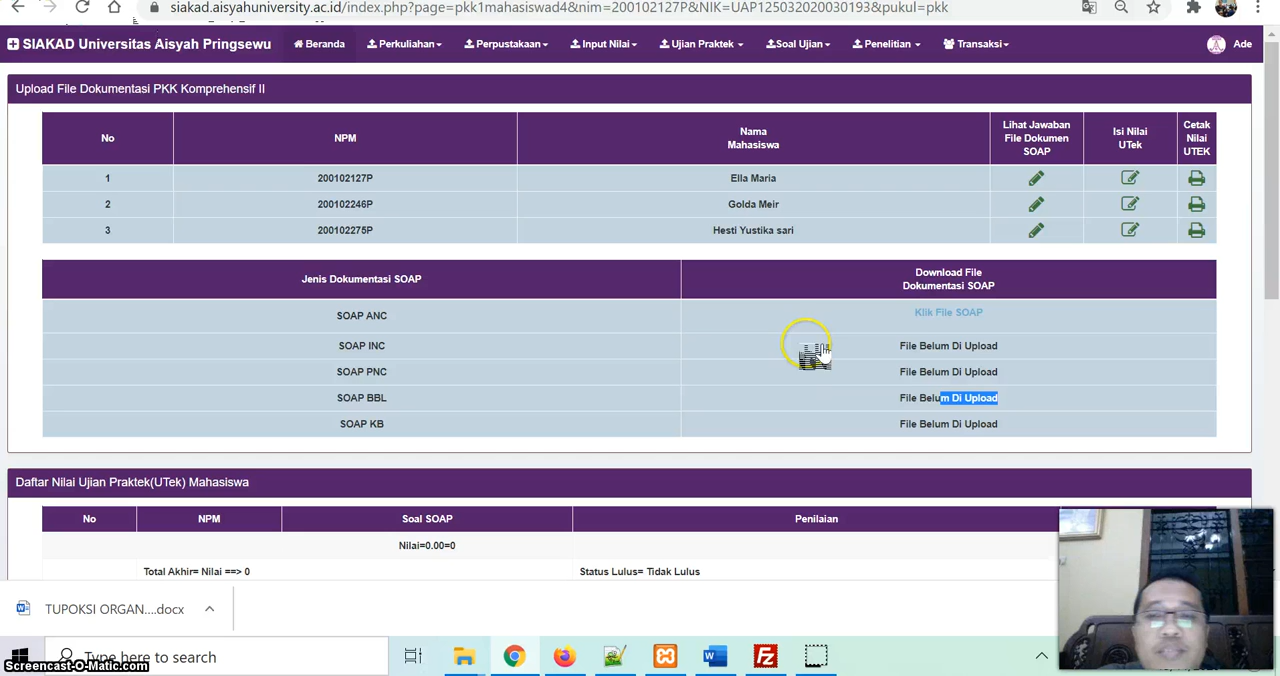 siakad.aisyahuniversity.ac.id/index.php?page=pkk1mahasiswad4&nim=200102127P&NIK=UAP125032020030193&pukul=pkk
SIAKAD Universitas Aisyah Pringsewu Beranda Perkuliahan Perpustakaan Input Nilai Ujian Praktek Soal Ujian Penelitian Transaksi Ade
Upload File Dokumentasi PKK Komprehensif II
No NPM Nama Mahasiswa Lihat Jawaban File Dokumen SOAP Isi Nilai UTek Cetak Nilai UTEK
1 200102127P Ella Maria
2 200102246P Golda Meir
3 200102275P Hesti Yustika sari
Jenis Dokumentasi SOAP Download File Dokumentasi SOAP
SOAP ANC Klik File SOAP
SOAP INC File Belum Di Upload
SOAP PNC File Belum Di Upload
SOAP BBL File Belum Di Upload
SOAP KB File Belum Di Upload
Daftar Nilai Ujian Praktek(UTek) Mahasiswa
No NPM Soal SOAP Penilaian
Nilai=0.00=0
Total Akhir= Nilai ==> 0 Status Lulus= Tidak Lulus
TUPOKSI ORGAN....docx
Type here to search
Screencast-O-Matic.com